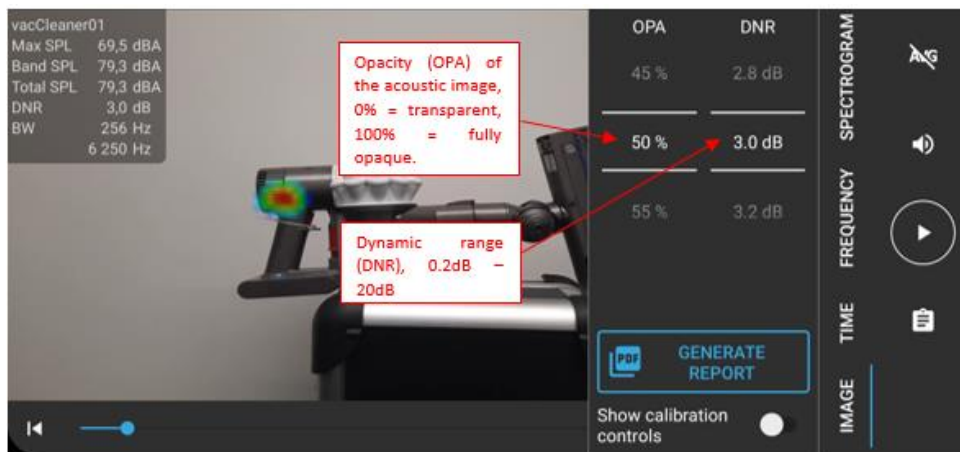 vacCleaner01
Max SPL 69,5 dBA
Band SPL 79,3 dBA
Total SPL 79,3 dBA
DNR 3,0 dB
BW 256 Hz
6 250 Hz
Opacity (OPA) of
the acoustic image,
0% = transparent,
100% = fully
opaque.
Dynamic range
(DNR), 0.2dB –
20dB
OPA DNR
45 % 2.8 dB
50 % 3.0 dB
55 % 3.2 dB
PDF
GENERATE
REPORT
Show calibration
controls
SPECTROGRAM
FREQUENCY
TIME
IMAGE
AVG